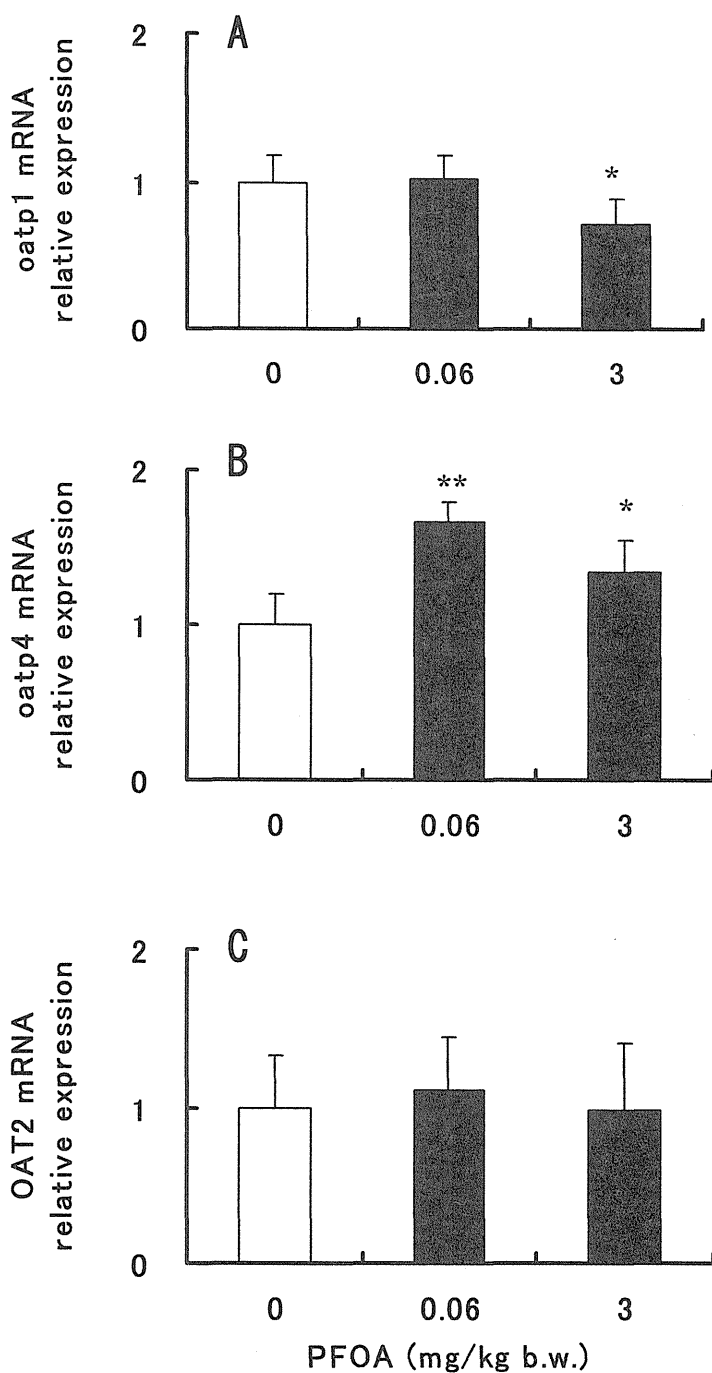 A
oatp1 mRNA
relative expression
2
1
0
*
0 0.06 3
B
oatp4 mRNA
relative expression
2
1
0
**
*
0 0.06 3
C
OAT2 mRNA
relative expression
2
1
0
0 0.06 3
PFOA (mg/kg b.w.)